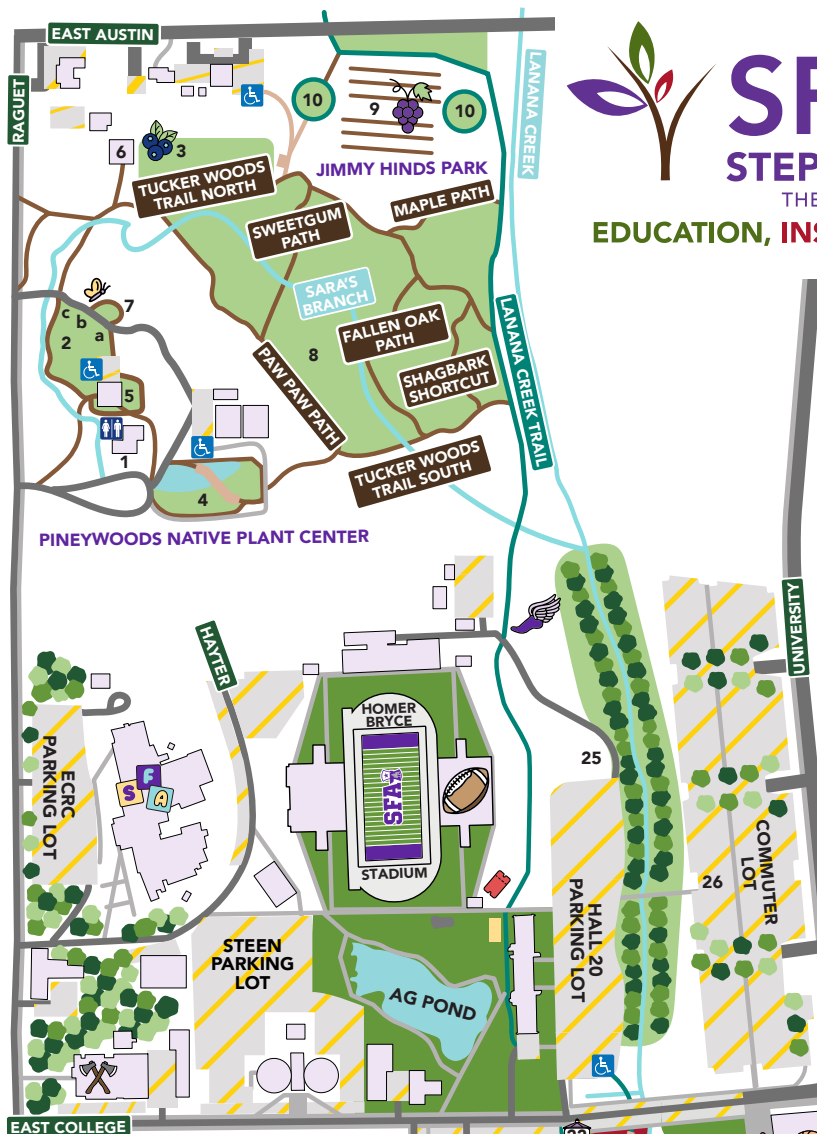 EAST AUSTIN
RAGUET
LANANA CREEK
SF
STEP
THE
EDUCATION, INS
10
9
10
6
3
JIMMY HINDS PARK
TUCKER WOODS
TRAIL NORTH
MAPLE PATH
SWEETGUM
PATH
SARA'S
BRANCH
7
c
b
a
2
8
FALLEN OAK
PATH
LANANA CREEK TRAIL
PAW PAW PATH
SHAGBARK
SHORTCUT
5
1
4
TUCKER WOODS
TRAIL SOUTH
PINEYWOODS NATIVE PLANT CENTER
UNIVERSITY
HAYTER
HOMER
BRYCE
SFA
STADIUM
ECRC
PARKING LOT
S
F
A
25
26
COMMUTER
LOT
HALL 20
PARKING LOT
STEEN
PARKING
LOT
AG POND
EAST COLLEGE